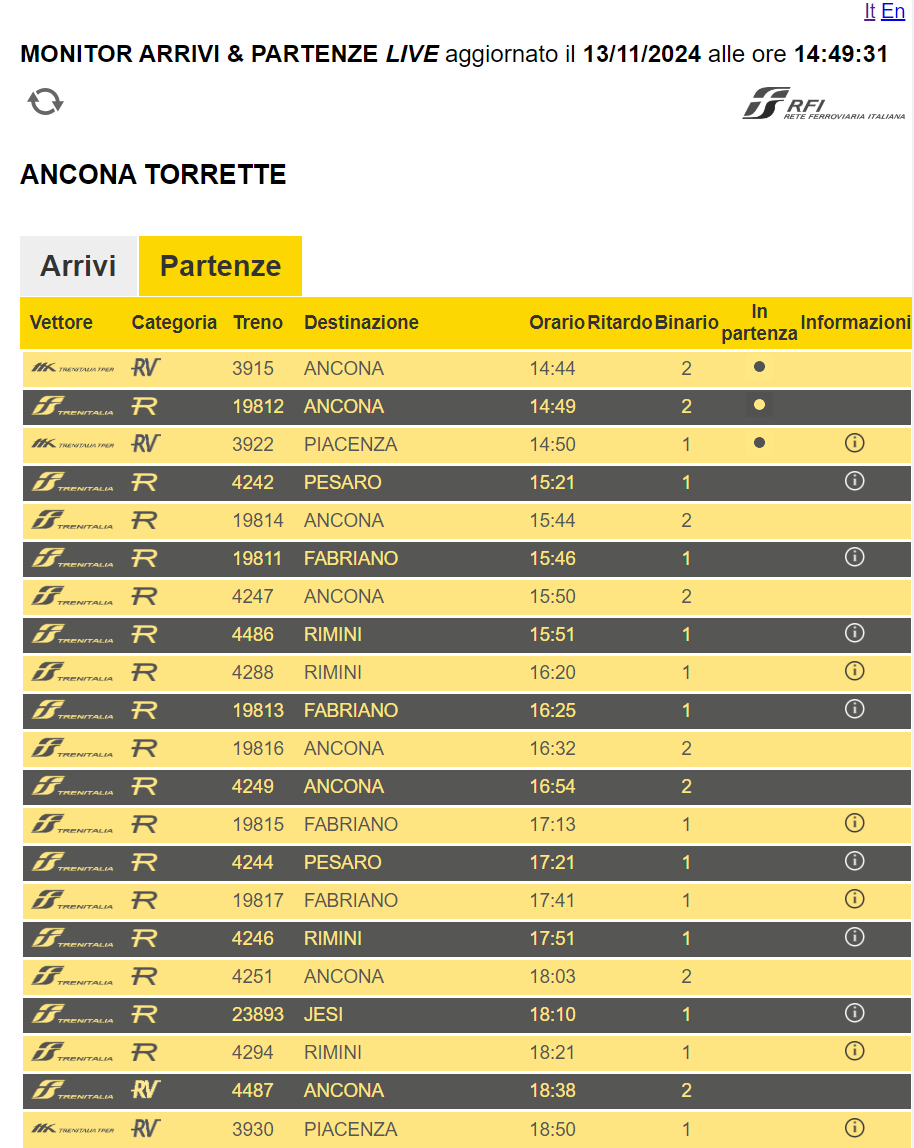 It En
MONITOR ARRIVI & PARTENZE LIVE aggiornato il 13/11/2024 alle ore 14:49:31
RFI
RETE FERROVIARIA ITALIANA
ANCONA TORRETTE
Arrivi Partenze
Vettore Categoria Treno Destinazione Orario Ritardo Binario In partenza Informazioni
TRENITALIA TPER RV 3915 ANCONA 14:44 2
TRENITALIA R 19812 ANCONA 14:49 2
TRENITALIA TPER RV 3922 PIACENZA 14:50 1 i
TRENITALIA R 4242 PESARO 15:21 1 i
TRENITALIA R 19814 ANCONA 15:44 2
TRENITALIA R 19811 FABRIANO 15:46 1 i
TRENITALIA R 4247 ANCONA 15:50 2
TRENITALIA R 4486 RIMINI 15:51 1 i
TRENITALIA R 4288 RIMINI 16:20 1 i
TRENITALIA R 19813 FABRIANO 16:25 1 i
TRENITALIA R 19816 ANCONA 16:32 2
TRENITALIA R 4249 ANCONA 16:54 2
TRENITALIA R 19815 FABRIANO 17:13 1 i
TRENITALIA R 4244 PESARO 17:21 1 i
TRENITALIA R 19817 FABRIANO 17:41 1 i
TRENITALIA R 4246 RIMINI 17:51 1 i
TRENITALIA R 4251 ANCONA 18:03 2
TRENITALIA R 23893 JESI 18:10 1 i
TRENITALIA R 4294 RIMINI 18:21 1 i
TRENITALIA RV 4487 ANCONA 18:38 2
TRENITALIA TPER RV 3930 PIACENZA 18:50 1 i